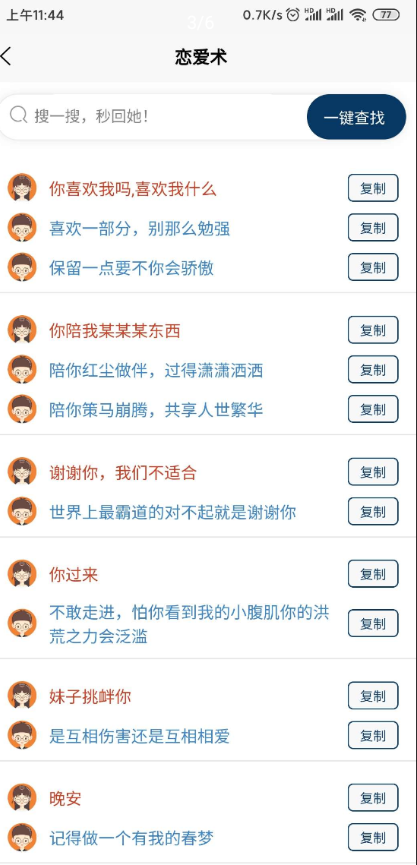 上午11:44
3/6
0.7K/s
HD
HD
77
恋爱术
搜一搜，秒回她！
一键查找
你喜欢我吗,喜欢我什么
复制
喜欢一部分，别那么勉强
复制
保留一点要不你会骄傲
复制
你陪我某某某东西
复制
陪你红尘做伴，过得潇潇洒洒
复制
陪你策马崩腾，共享人世繁华
复制
谢谢你，我们不适合
复制
世界上最霸道的对不起就是谢谢你
复制
你过来
复制
不敢走进，怕你看到我的小腹肌你的洪
荒之力会泛滥
复制
妹子挑衅你
复制
是互相伤害还是互相相爱
复制
晚安
复制
记得做一个有我的春梦
复制